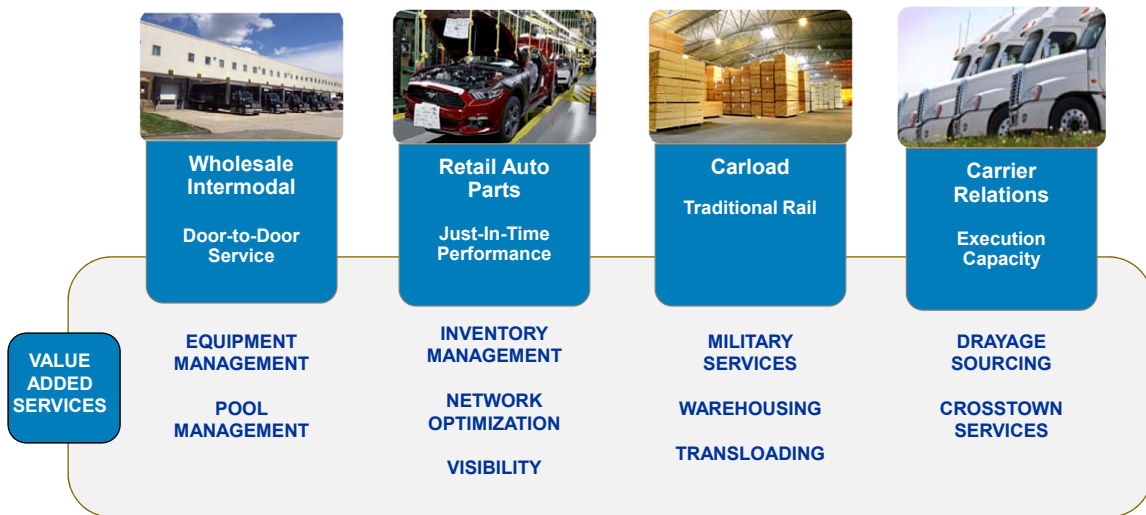 Wholesale
Intermodal
Door-to-Door
Service
Retail Auto
Parts
Just-In-Time
Performance
Carload
Traditional Rail
Carrier
Relations
Execution
Capacity
VALUE
ADDED
SERVICES
EQUIPMENT
MANAGEMENT
POOL
MANAGEMENT
INVENTORY
MANAGEMENT
NETWORK
OPTIMIZATION
VISIBILITY
MILITARY
SERVICES
WAREHOUSING
TRANSLOADING
DRAYAGE
SOURCING
CROSSTOWN
SERVICES